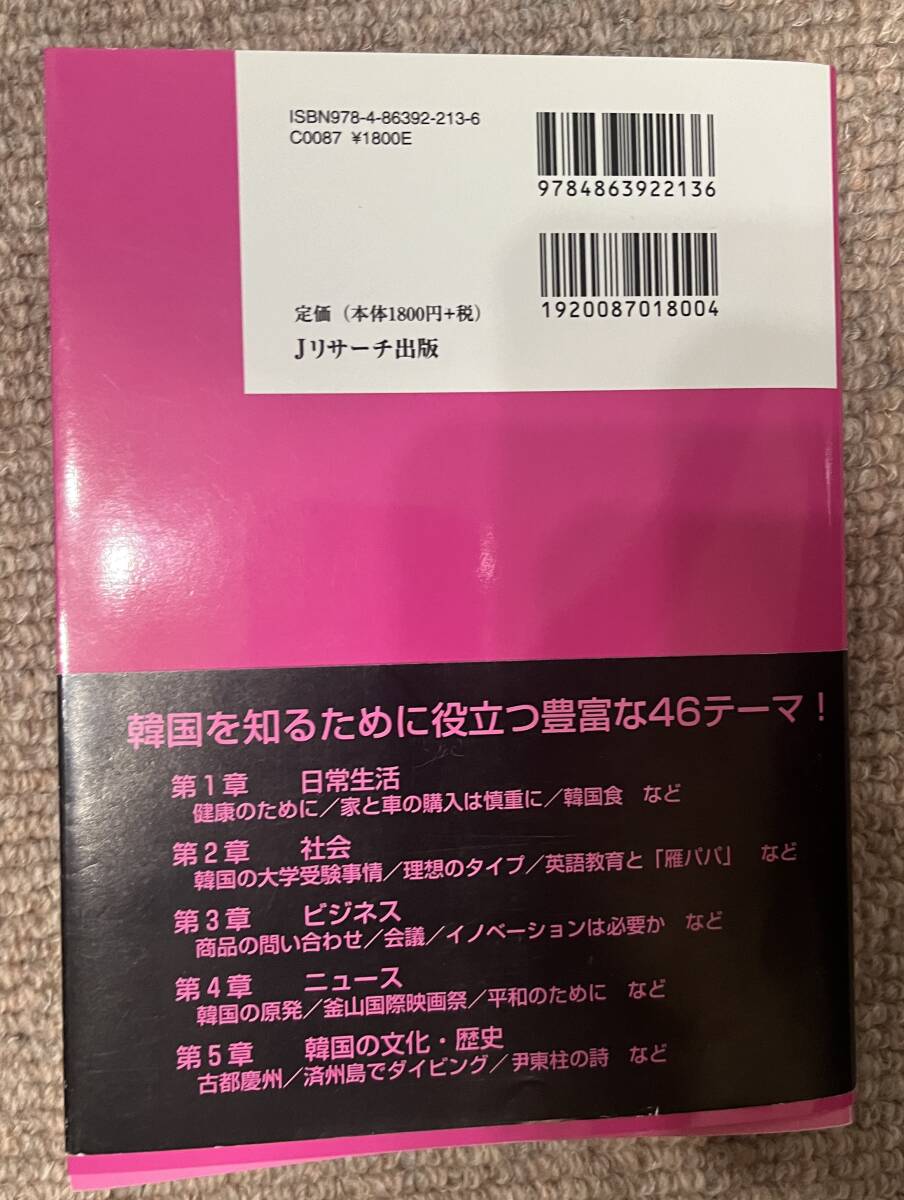 ISBN978-4-86392-213-6
C0087 ¥1800E
9784863922136
1920087018004
定価（本体1800円+税）
Jリサーチ出版
韓国を知るために役立つ豊富な46テーマ！
第1章 日常生活
健康のために／家と車の購入は慎重に／韓国食 など
第2章 社会
韓国の大学受験事情／理想のタイプ／英語教育と「雁パパ」 など
第3章 ビジネス
商品の問い合わせ／会議／イノベーションは必要か など
第4章 ニュース
韓国の原発／釜山国際映画祭／平和のために など
第5章 韓国の文化・歴史
古都慶州／済州島でダイビング／尹東柱の詩 など